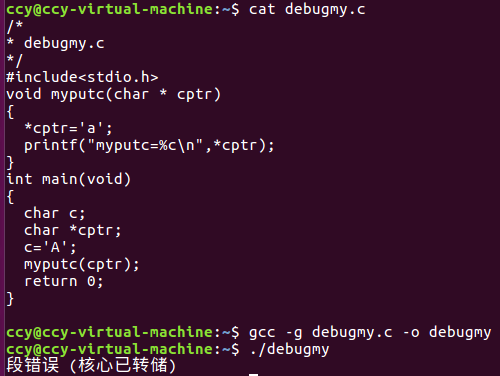 ccy@ccy-virtual-machine:~$ cat debugmy.c
/*
* debugmy.c
*/
#include<stdio.h>
void myputc(char * cptr)
{
  *cptr='a';
  printf("myputc=%c\n",*cptr);
}
int main(void)
{
  char c;
  char *cptr;
  c='A';
  myputc(cptr);
  return 0;
}
ccy@ccy-virtual-machine:~$ gcc -g debugmy.c -o debugmy
ccy@ccy-virtual-machine:~$ ./debugmy
段错误 (核心已转储)